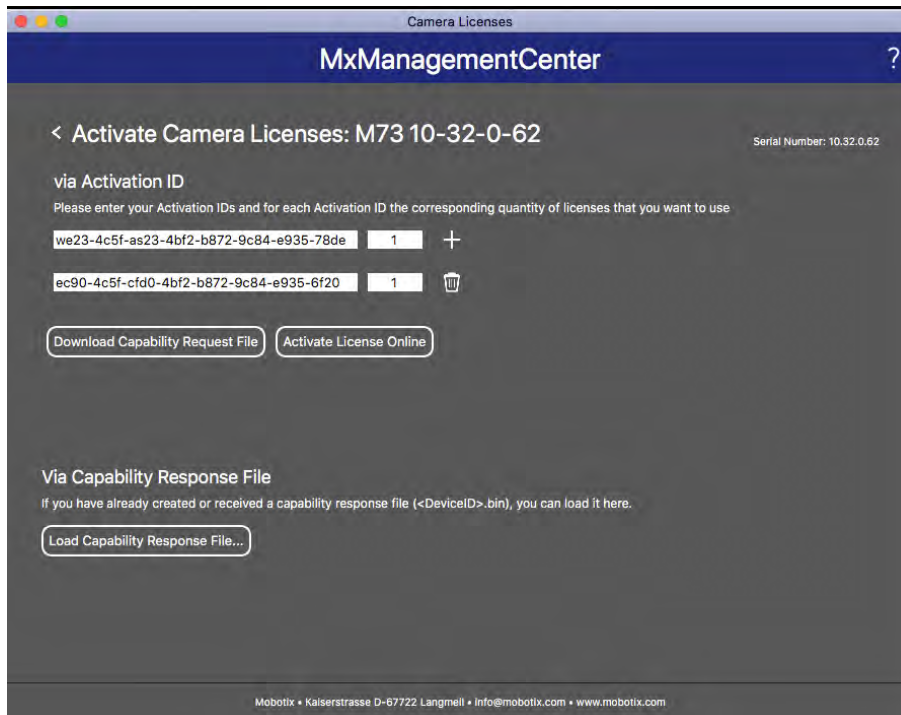 Camera Licenses
MxManagementCenter ?
< Activate Camera Licenses: M73 10-32-0-62
Serial Number: 10.32.0.62
via Activation ID
Please enter your Activation IDs and for each Activation ID the corresponding quantity of licenses that you want to use
we23-4c5f-as23-4bf2-b872-9c84-e935-78de 1 +
ec90-4c5f-cfd0-4bf2-b872-9c84-e935-6f20 1
Download Capability Request File Activate License Online
Via Capability Response File
If you have already created or received a capability response file (<DeviceID>.bin), you can load it here.
Load Capability Response File...
Mobotix • Kaiserstrasse D-67722 Langmeil • info@mobotix.com • www.mobotix.com